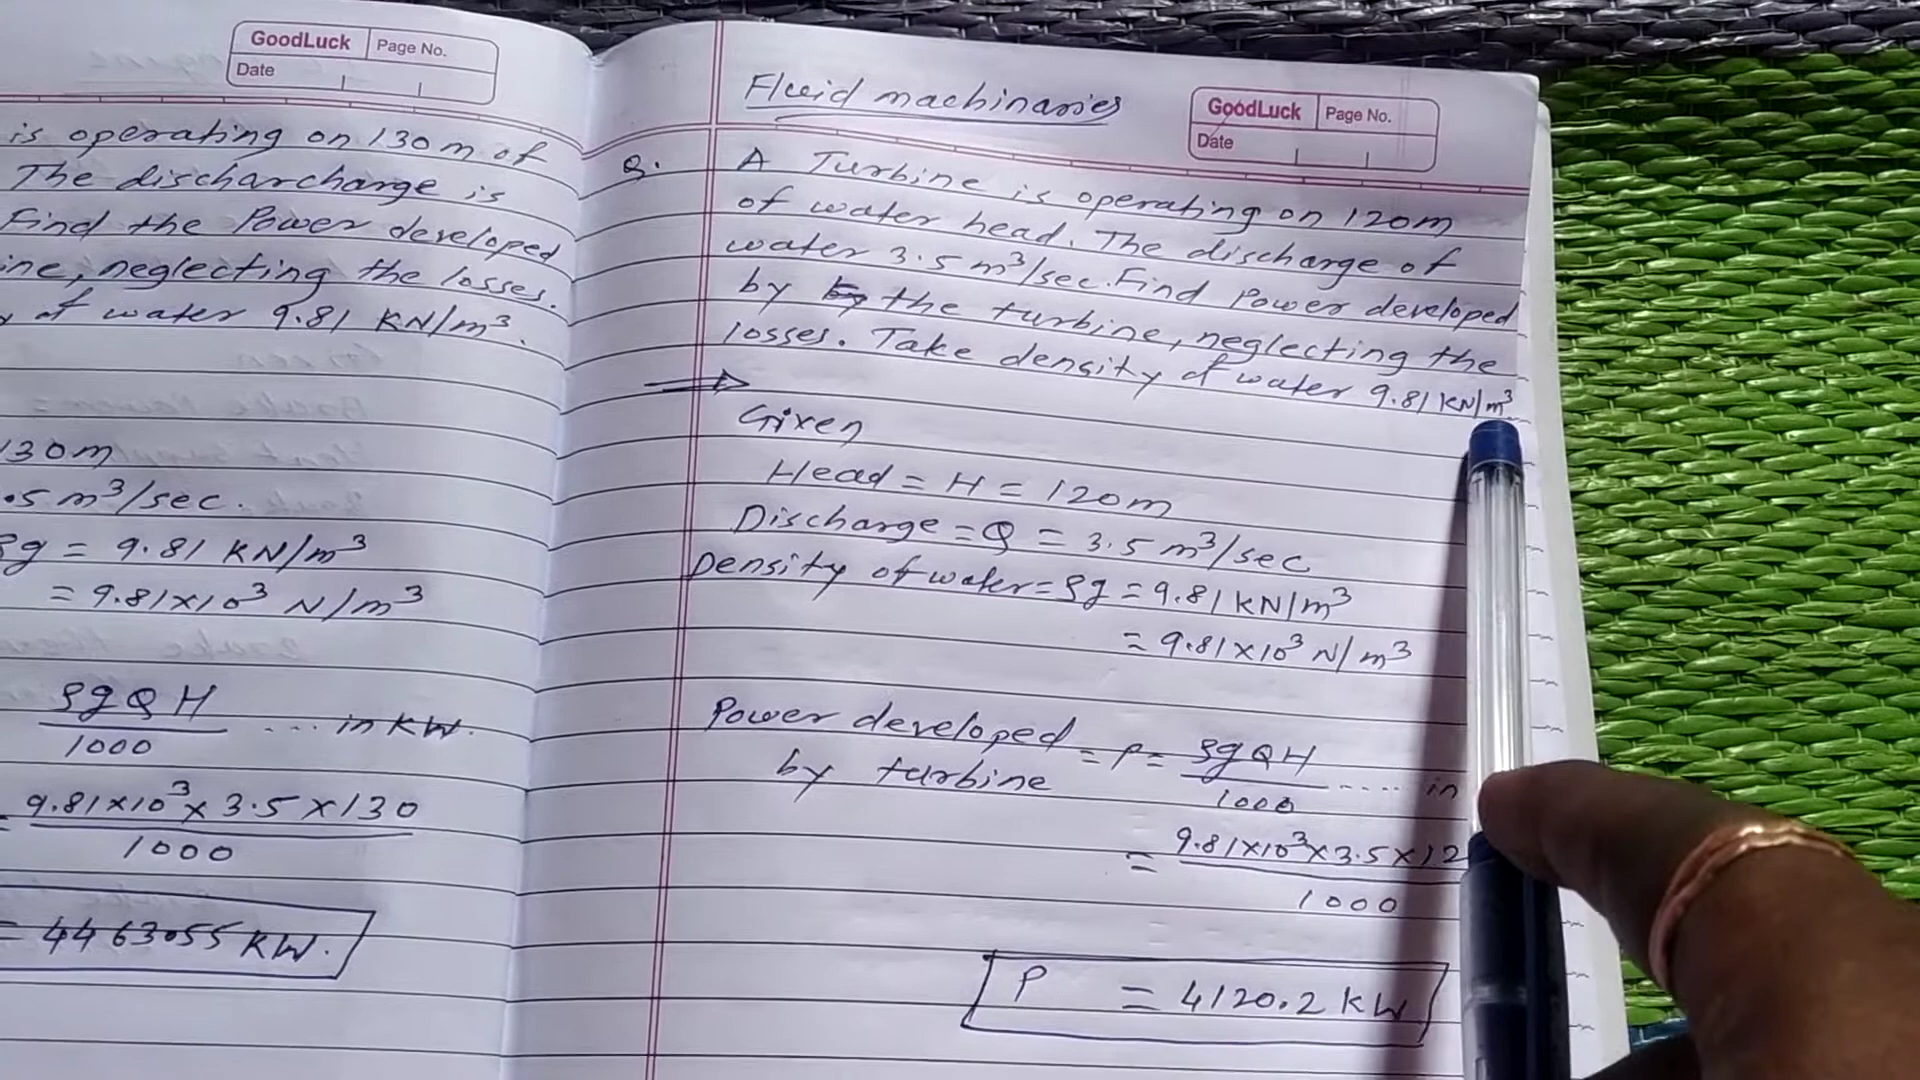 GoodLuck
Page No.
Date
is operating on 130m of
The discharcharge is
Find the Power developed
ine, neglecting the losses.
of water 9.81 KN/m³.
130m
.5 m³/sec.
ρg = 9.81 KN/m³
= 9.81×10³ N/m³
ρgQH
1000
.... in KW.
9.81×10³×3.5×130
1000
= 4463.055 KW.
Fluid machinaries
GoodLuck
Page No.
Date
Q. A Turbine is operating on 120m
of water head. The discharge of
water 3.5 m³/sec. Find Power developed
by the turbine, neglecting the
losses. Take density of water 9.81 KN/m³
Given
Head = H = 120m
Discharge = Q = 3.5 m³/sec
Density of water = ρg = 9.81 KN/m³
= 9.81×10³ N/m³
Power developed
by turbine
= P = ρgQH
1000
.... in
= 9.81×10³×3.5×12
1000
P = 4120.2 KW